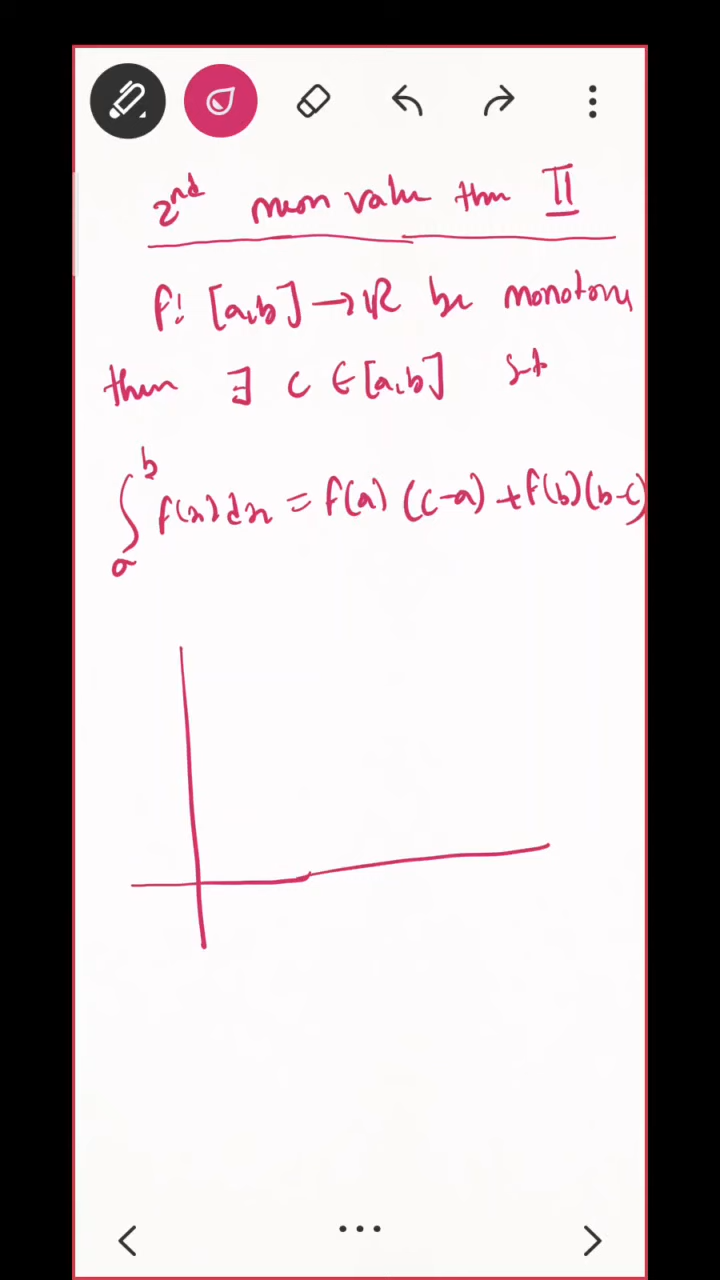 2nd mean value thm II
f: [a,b] → ℝ be monotone
then ∃ c ∈ [a,b] s.t
∫_a^b f(x) dx = f(a) (c-a) + f(b) (b-c)